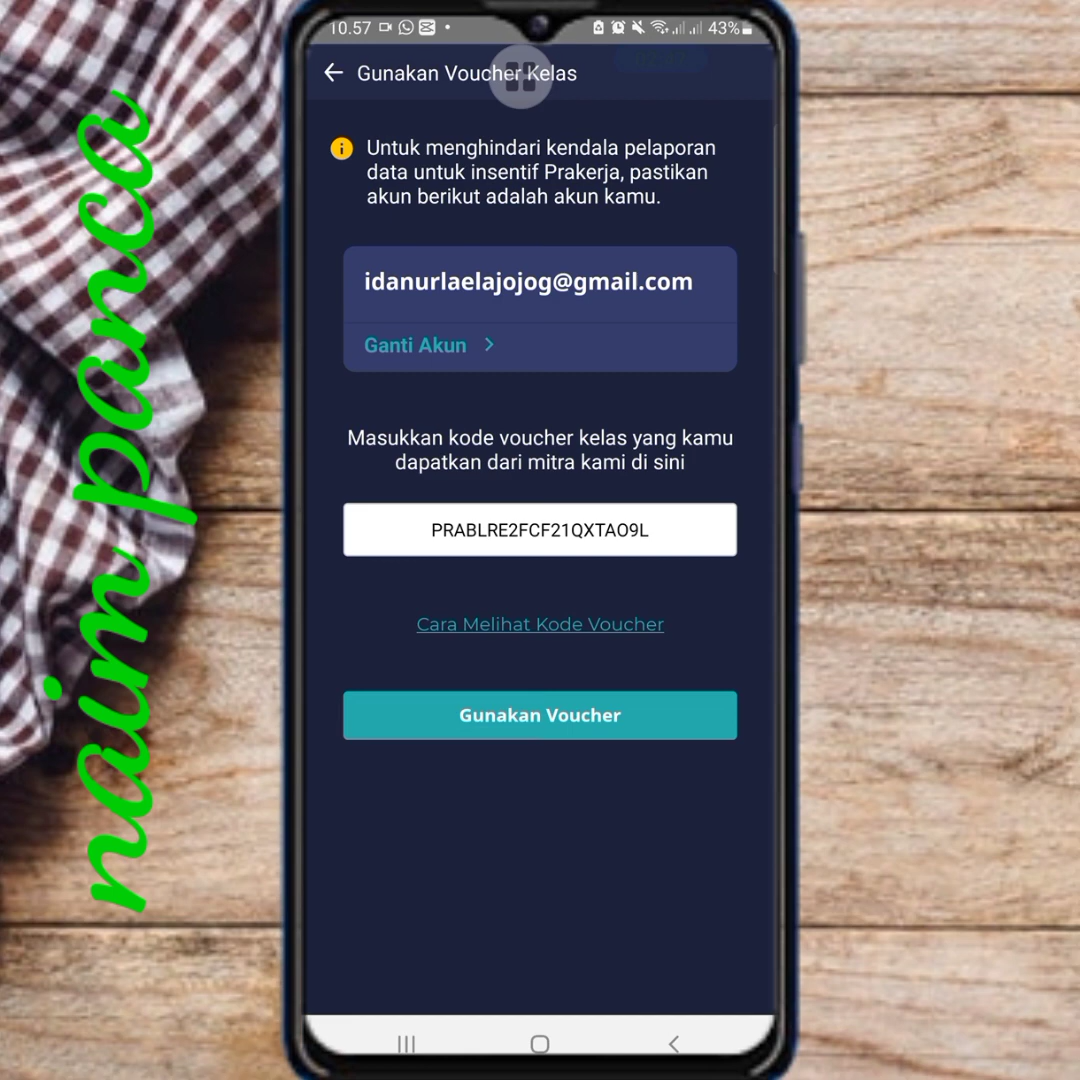 naim panca
10.57
43%
Gunakan Voucher Kelas
Untuk menghindari kendala pelaporan
data untuk insentif Prakerja, pastikan
akun berikut adalah akun kamu.
idanurlaelajojog@gmail.com
Ganti Akun
Masukkan kode voucher kelas yang kamu
dapatkan dari mitra kami di sini
PRABLRE2FCF21QXTAO9L
Cara Melihat Kode Voucher
Gunakan Voucher